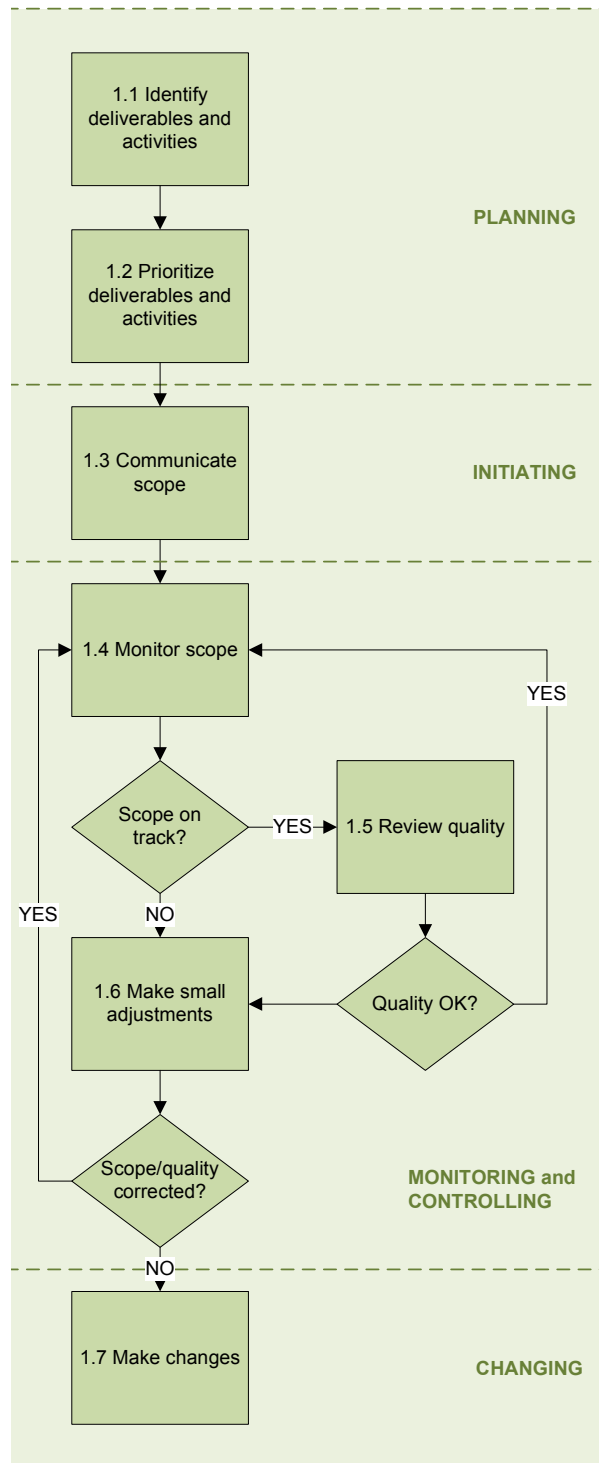 1.1 Identify
deliverables and
activities
PLANNING
1.2 Prioritize
deliverables and
activities
1.3 Communicate
scope
INITIATING
1.4 Monitor scope
YES
Scope on
track?
YES
1.5 Review quality
YES
NO
1.6 Make small
adjustments
Quality OK?
Scope/quality
corrected?
MONITORING and
CONTROLLING
NO
1.7 Make changes
CHANGING